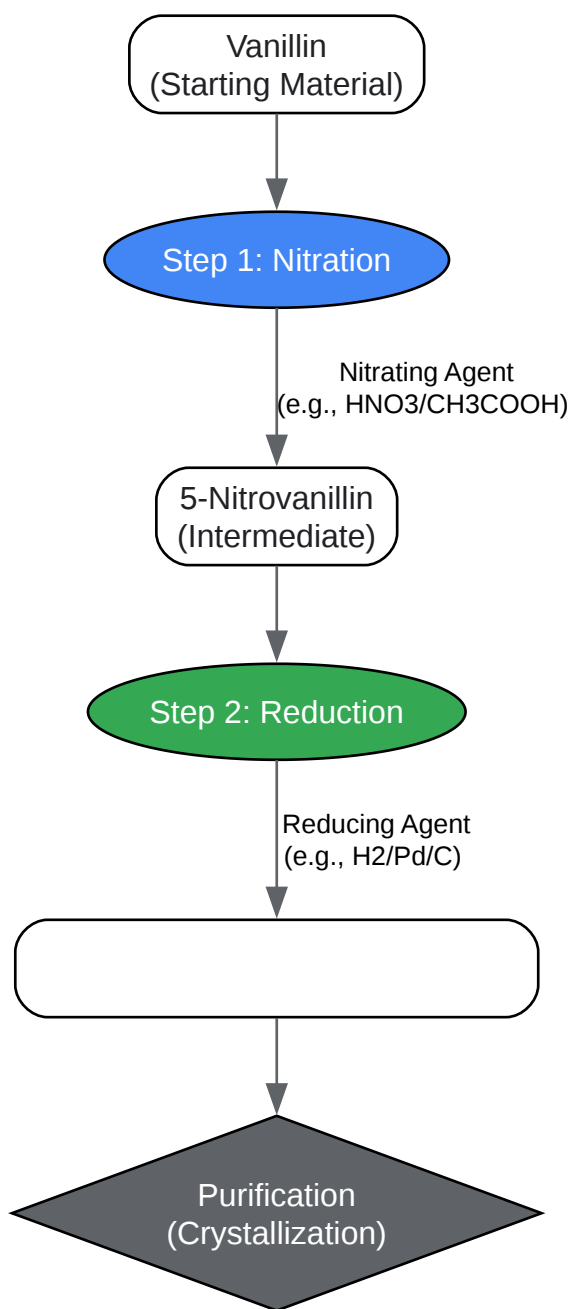 Vanillin
(Starting Material)
Step 1: Nitration
Nitrating Agent
(e.g., HNO3/CH3COOH)
5-Nitrovanillin
(Intermediate)
Step 2: Reduction
Reducing Agent
(e.g., H2/Pd/C)
Purification
(Crystallization)